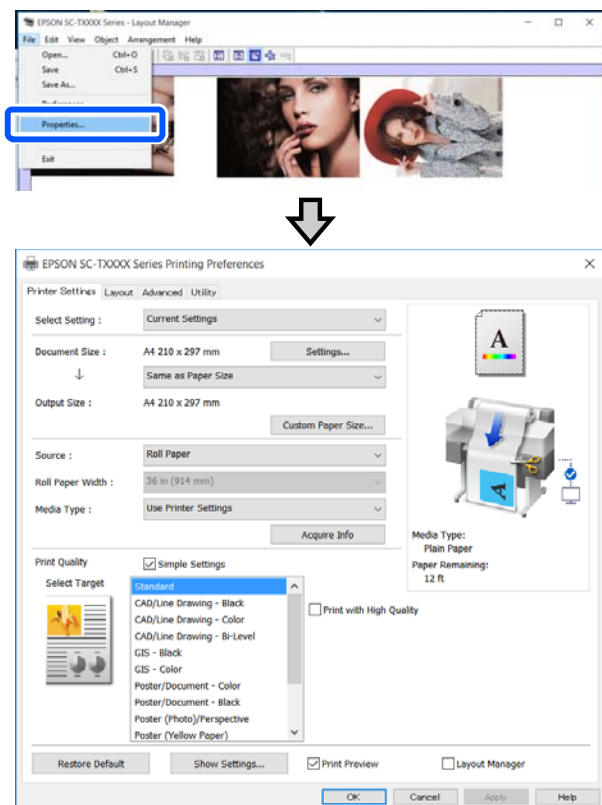 EPSON SC-TXXXX Series - Layout Manager
File Edit View Object Arrangement Help
Open... Ctrl+O
Save Ctrl+S
Save As...
Preferences...
Properties...
Exit
EPSON SC-TXXXX Series Printing Preferences
Printer Settings Layout Advanced Utility
Select Setting : Current Settings
A
Document Size : A4 210 x 297 mm Settings...
Same as Paper Size
Output Size : A4 210 x 297 mm
Custom Paper Size...
Source : Roll Paper
Roll Paper Width : 36 in (914 mm)
A
Media Type : Use Printer Settings
Acquire Info
Media Type:
Plain Paper
Paper Remaining:
12 ft
Print Quality Simple Settings
Select Target
Standard
CAD/Line Drawing - Black
CAD/Line Drawing - Color
CAD/Line Drawing - Bi-Level
GIS - Black
GIS - Color
Poster/Document - Color
Poster/Document - Black
Poster (Photo)/Perspective
Poster (Yellow Paper)
Print with High Quality
Restore Default Show Settings... Print Preview Layout Manager
OK Cancel Apply Help